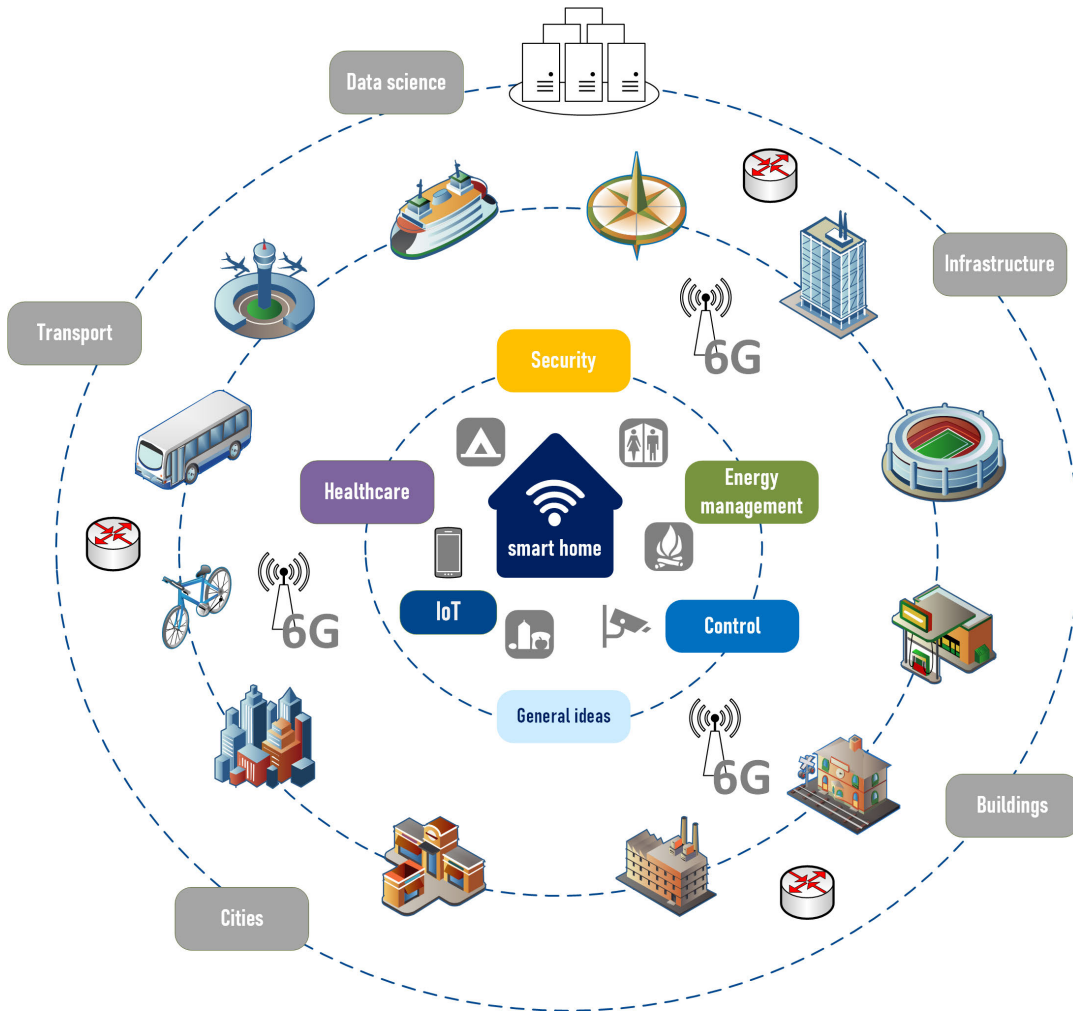 Data science
Infrastructure
Transport
6G
Security
Healthcare
Energy
management
smart home
IoT
Control
6G
General ideas
6G
Buildings
Cities